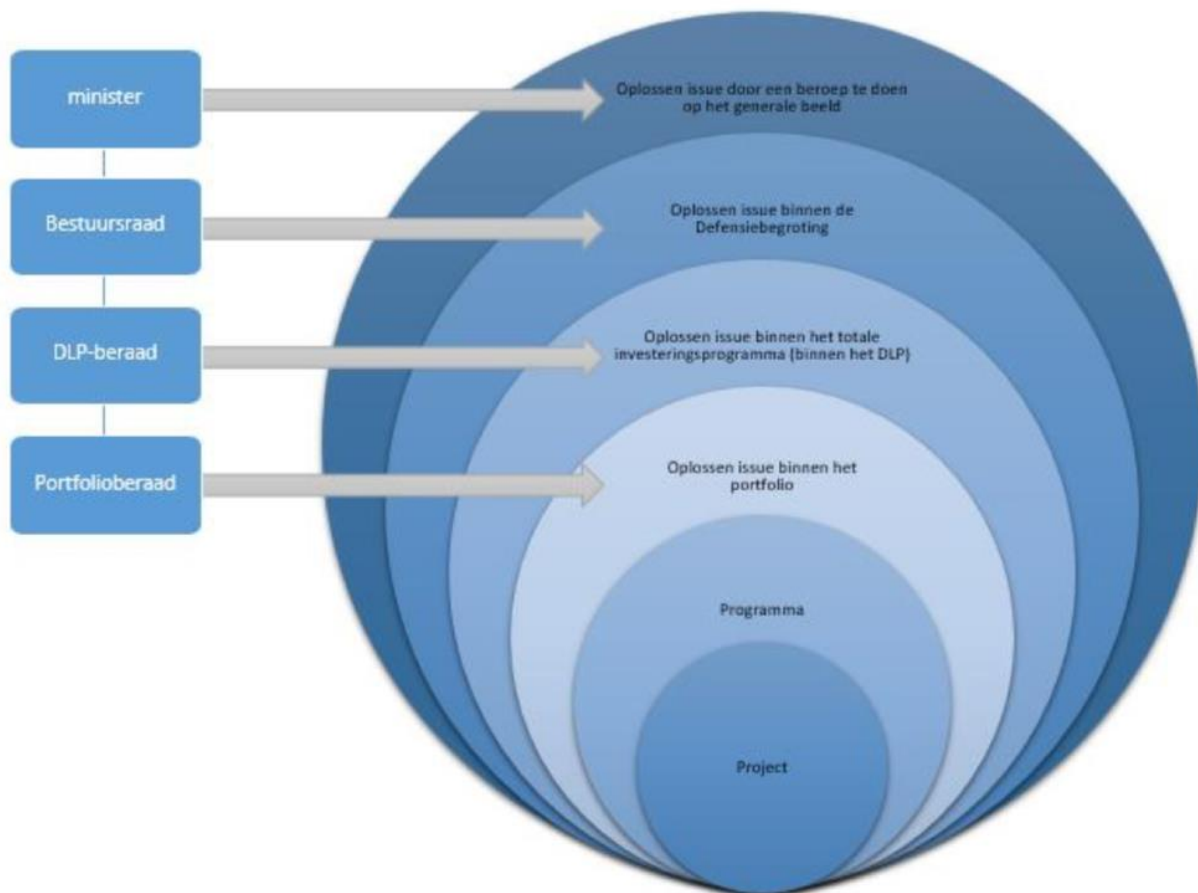 minister
Oplossen issue door een beroep te doen
op het generale beeld
Bestuursraad
Oplossen issue binnen de
Defensiebegroting
DLP-beraad
Oplossen issue binnen het totale
investeringsprogramma (binnen het DLP)
Portfolioberaad
Oplossen issue binnen het
portfolio
Programma
Project